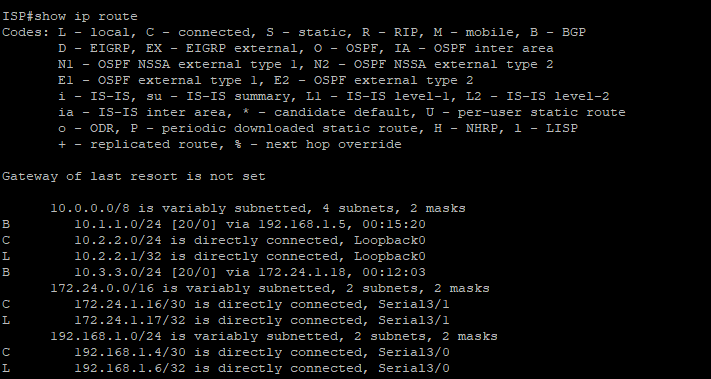 ISP#show ip route
Codes: L - local, C - connected, S - static, R - RIP, M - mobile, B - BGP
D - EIGRP, EX - EIGRP external, O - OSPF, IA - OSPF inter area
N1 - OSPF NSSA external type 1, N2 - OSPF NSSA external type 2
E1 - OSPF external type 1, E2 - OSPF external type 2
i - IS-IS, su - IS-IS summary, L1 - IS-IS level-1, L2 - IS-IS level-2
ia - IS-IS inter area, * - candidate default, U - per-user static route
o - ODR, P - periodic downloaded static route, H - NHRP, l - LISP
+ - replicated route, % - next hop override
Gateway of last resort is not set
10.0.0.0/8 is variably subnetted, 4 subnets, 2 masks
B 10.1.1.0/24 [20/0] via 192.168.1.5, 00:15:20
C 10.2.2.0/24 is directly connected, Loopback0
L 10.2.2.1/32 is directly connected, Loopback0
B 10.3.3.0/24 [20/0] via 172.24.1.18, 00:12:03
172.24.0.0/16 is variably subnetted, 2 subnets, 2 masks
C 172.24.1.16/30 is directly connected, Serial3/1
L 172.24.1.17/32 is directly connected, Serial3/1
192.168.1.0/24 is variably subnetted, 2 subnets, 2 masks
C 192.168.1.4/30 is directly connected, Serial3/0
L 192.168.1.6/32 is directly connected, Serial3/0